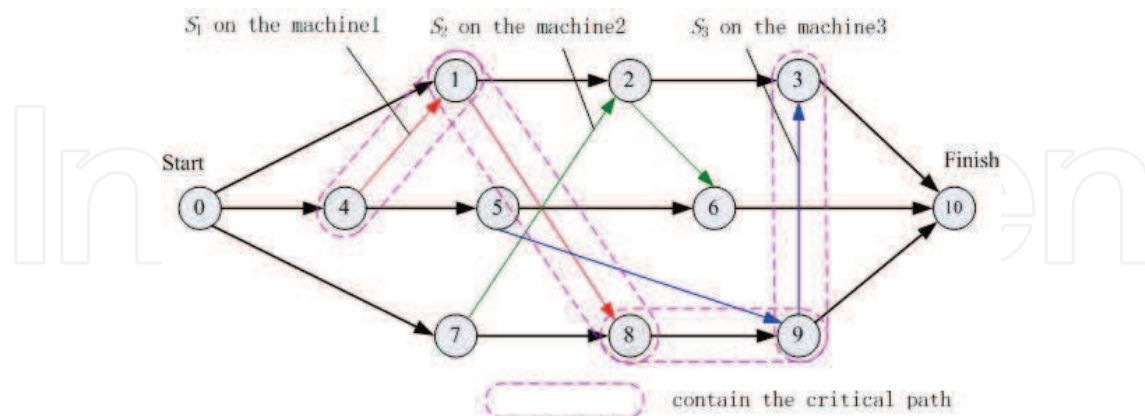 S₁ on the machine1
S₂ on the machine2
S₃ on the machine3
1
2
3
Start
Finish
0
4
5
6
10
7
8
9
contain the critical path